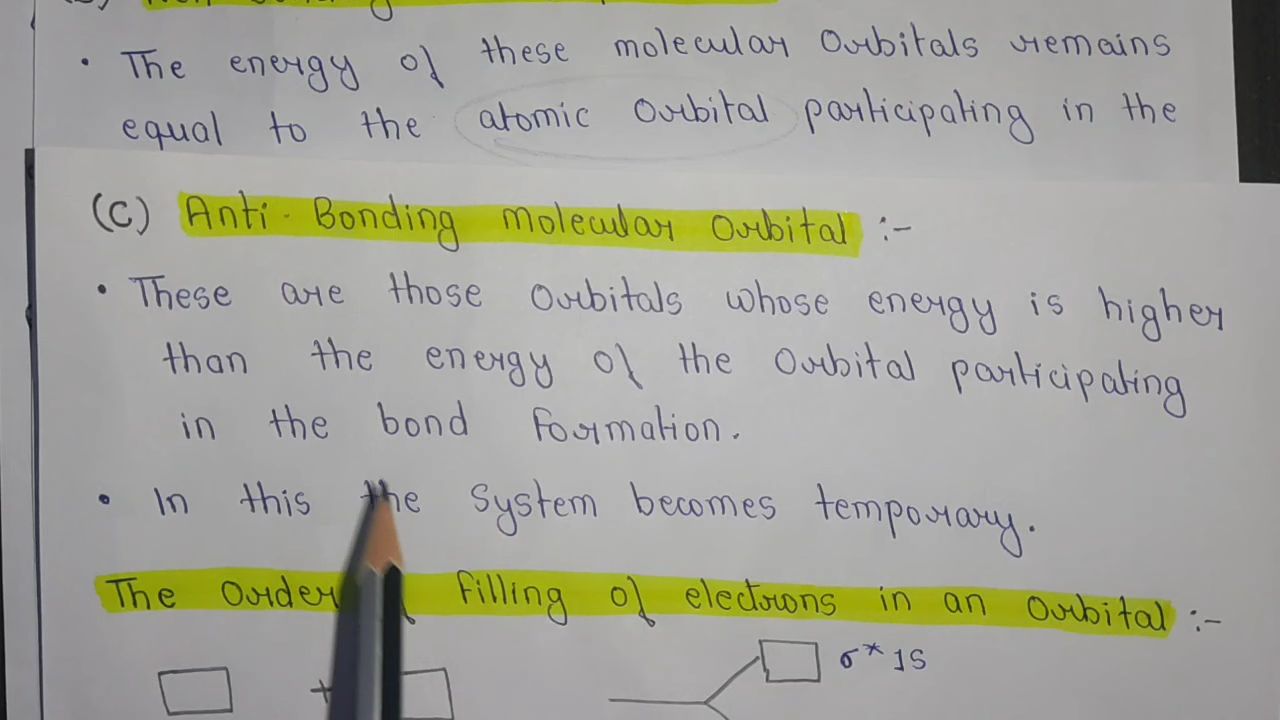 • The energy of these molecular Orbitals remains
equal to the atomic Orbital participating in the
(C) Anti-Bonding molecular Orbital :-
• These are those Orbitals whose energy is higher
than the energy of the Orbital participating
in the bond formation.
• In this the System becomes temporary.
The Order filling of electrons in an Orbital :-
+ σ* 1S